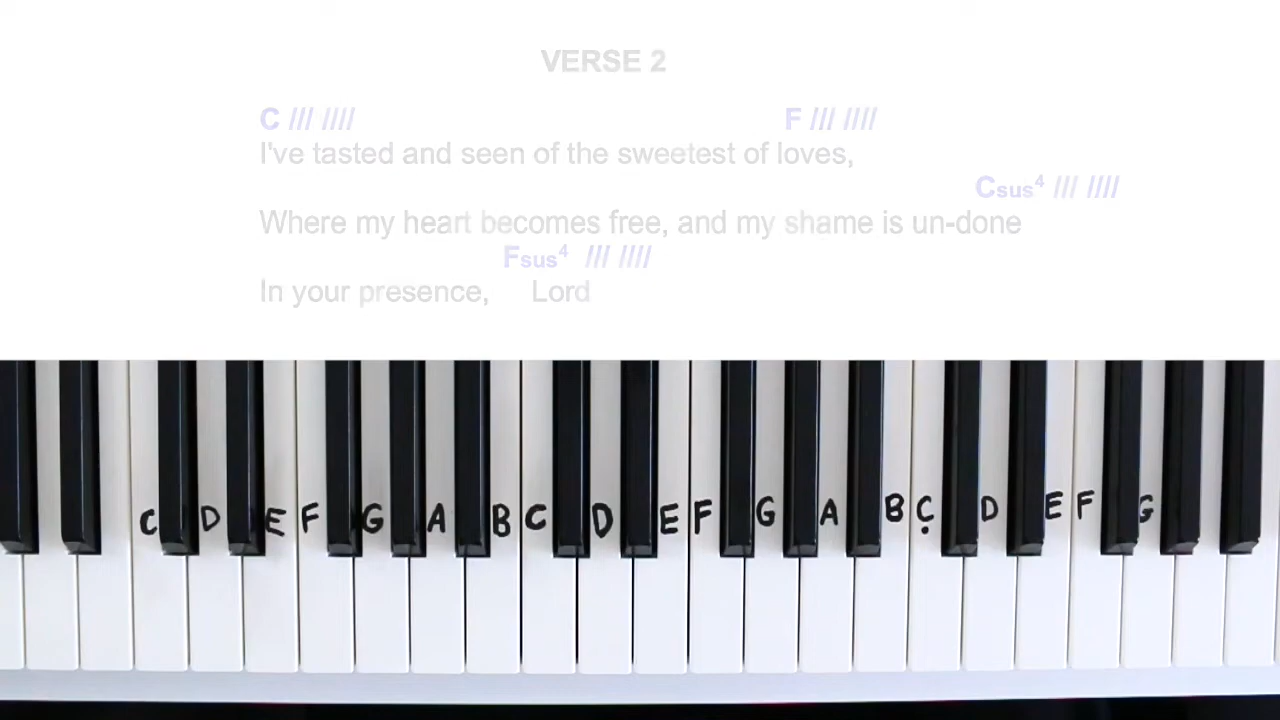 VERSE 2
C /// //// F /// ////
I've tasted and seen of the sweetest of loves,
Csus⁴ /// ////
Where my heart becomes free, and my shame is un-done
Fsus⁴ /// ////
In your presence, Lord
C D E F G A B C D E F G A B C D E F G